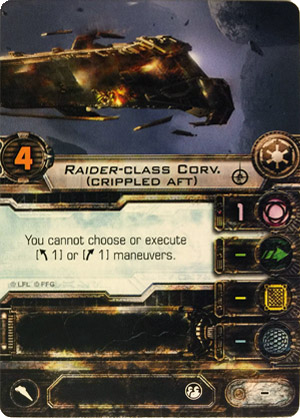 4
RAIDER-CLASS CORV.
(CRIPPLED AFT)
1
You cannot choose or execute
[↖ 1] or [↗ 1] maneuvers.
–
© LFL © FFG
–
–
–